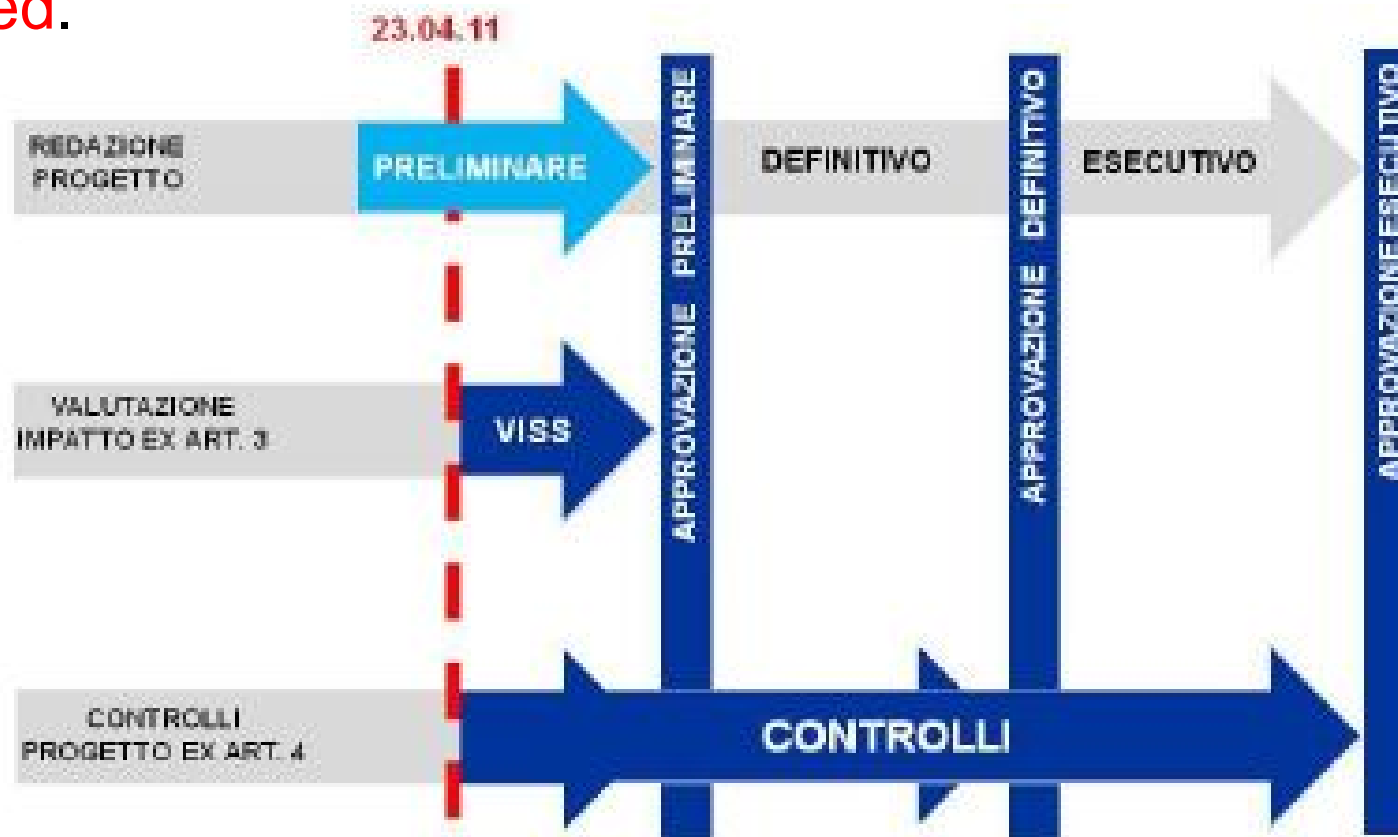 ed.
23.04.11
REDAZIONE
PROGETTO
PRELIMINARE
APPROVAZIONE PRELIMINARE
DEFINITIVO
APPROVAZIONE DEFINITIVO
ESECUTIVO
APPROVAZIONE ESECUTIVO
VALUTAZIONE
IMPATTO EX ART. 3
VISS
CONTROLLI
PROGETTO EX ART. 4
CONTROLLI